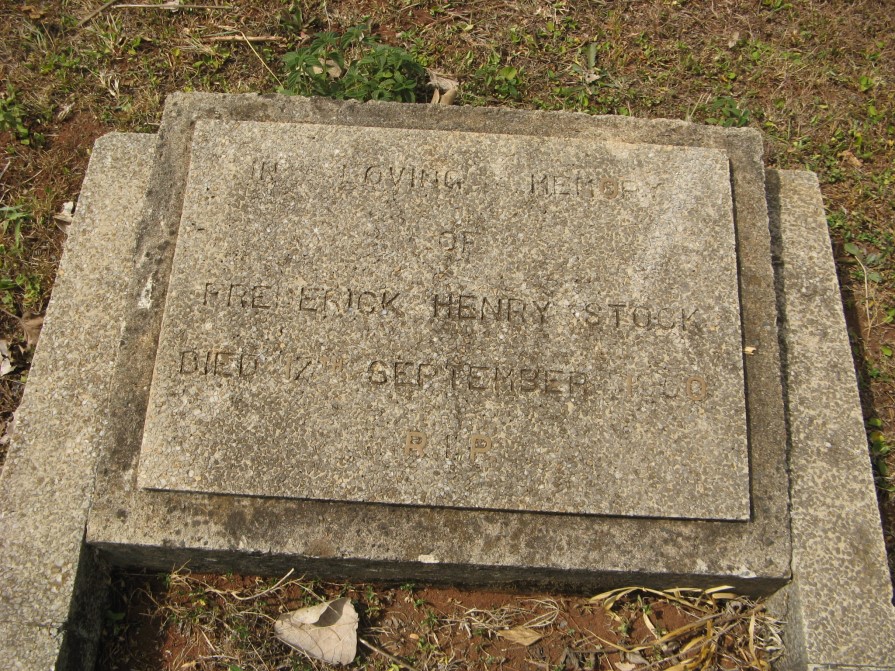 IN LOVING MEMORY
OF
FREDERICK HENRY STOCK
DIED 12TH SEPTEMBER
R.I.P.